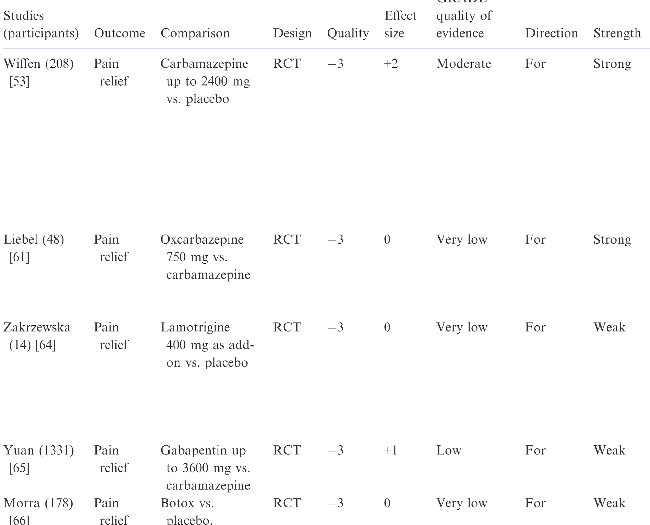 GRADE
Studies Effect quality of
(participants) Outcome Comparison Design Quality size evidence Direction Strength
Wiffen (208) Pain Carbamazepine RCT −3 +2 Moderate For Strong
[53] relief up to 2400 mg
vs. placebo
Liebel (48) Pain Oxcarbazepine RCT −3 0 Very low For Strong
[61] relief 750 mg vs.
carbamazepine
Zakrzewska Pain Lamotrigine RCT −3 0 Very low For Weak
(14) [64] relief 400 mg as add-
on vs. placebo
Yuan (1331) Pain Gabapentin up RCT −3 +1 Low For Weak
[65] relief to 3600 mg vs.
carbamazepine
Morra (178) Pain Botox vs. RCT −3 0 Very low For Weak
[66] relief placebo,